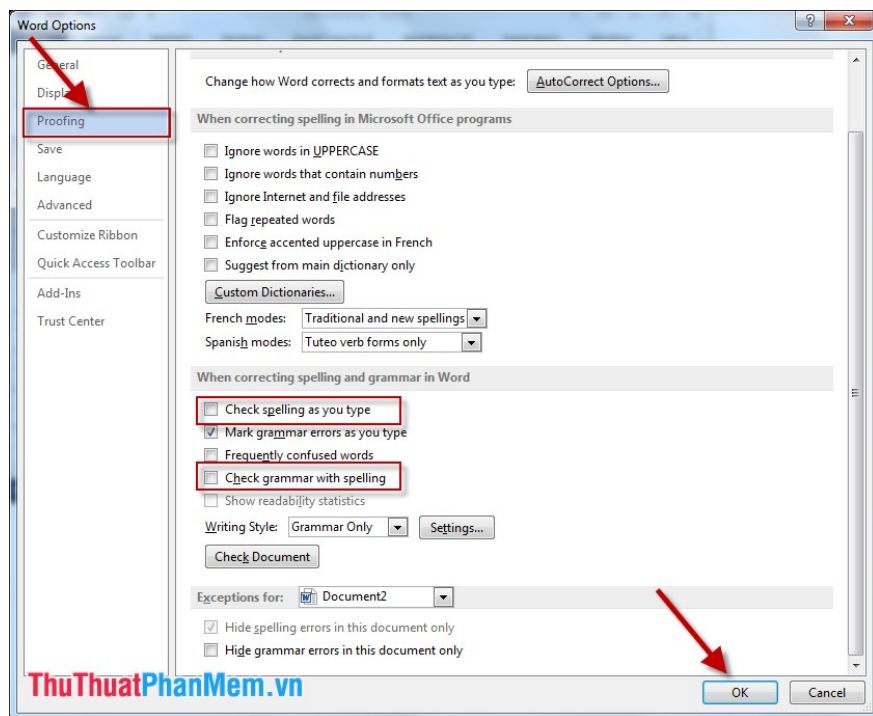 Word Options
General
Display
Proofing
Save
Language
Advanced
Customize Ribbon
Quick Access Toolbar
Add-Ins
Trust Center
Change how Word corrects and formats text as you type: AutoCorrect Options...
When correcting spelling in Microsoft Office programs
Ignore words in UPPERCASE
Ignore words that contain numbers
Ignore Internet and file addresses
Flag repeated words
Enforce accented uppercase in French
Suggest from main dictionary only
Custom Dictionaries...
French modes: Traditional and new spellings
Spanish modes: Tuteo verb forms only
When correcting spelling and grammar in Word
Check spelling as you type
Mark grammar errors as you type
Frequently confused words
Check grammar with spelling
Show readability statistics
Writing Style: Grammar Only Settings...
Check Document
Exceptions for: Document2
Hide spelling errors in this document only
Hide grammar errors in this document only
ThuThuatPhanMem.vn
OK Cancel